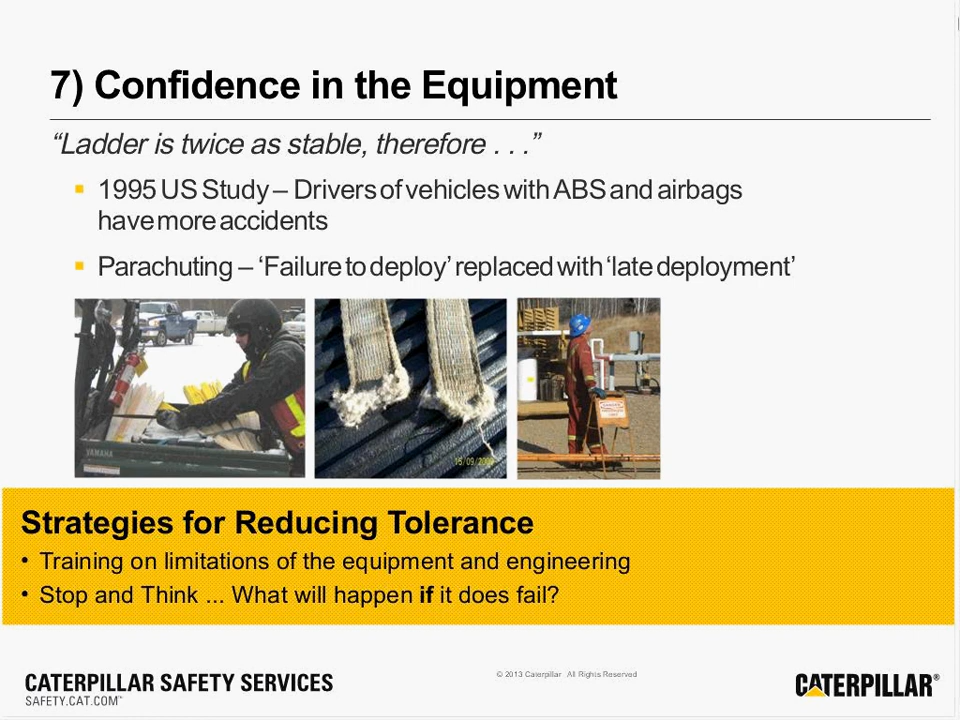 7) Confidence in the Equipment
“Ladder is twice as stable, therefore . . .”
▪ 1995 US Study – Drivers of vehicles with ABS and airbags
have more accidents
▪ Parachuting – ‘Failure to deploy’ replaced with ‘late deployment’
YAMAHA
Strategies for Reducing Tolerance
• Training on limitations of the equipment and engineering
• Stop and Think ... What will happen if it does fail?
CATERPILLAR SAFETY SERVICES
SAFETY.CAT.COM™
© 2013 Caterpillar All Rights Reserved
CATERPILLAR®